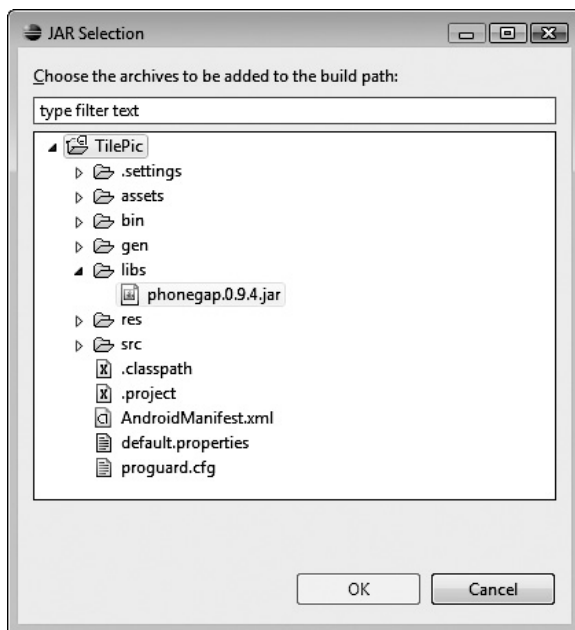 JAR Selection
Choose the archives to be added to the build path:
type filter text
TilePic
.settings
assets
bin
gen
libs
phonegap.0.9.4.jar
res
src
.classpath
.project
AndroidManifest.xml
default.properties
proguard.cfg
OK
Cancel